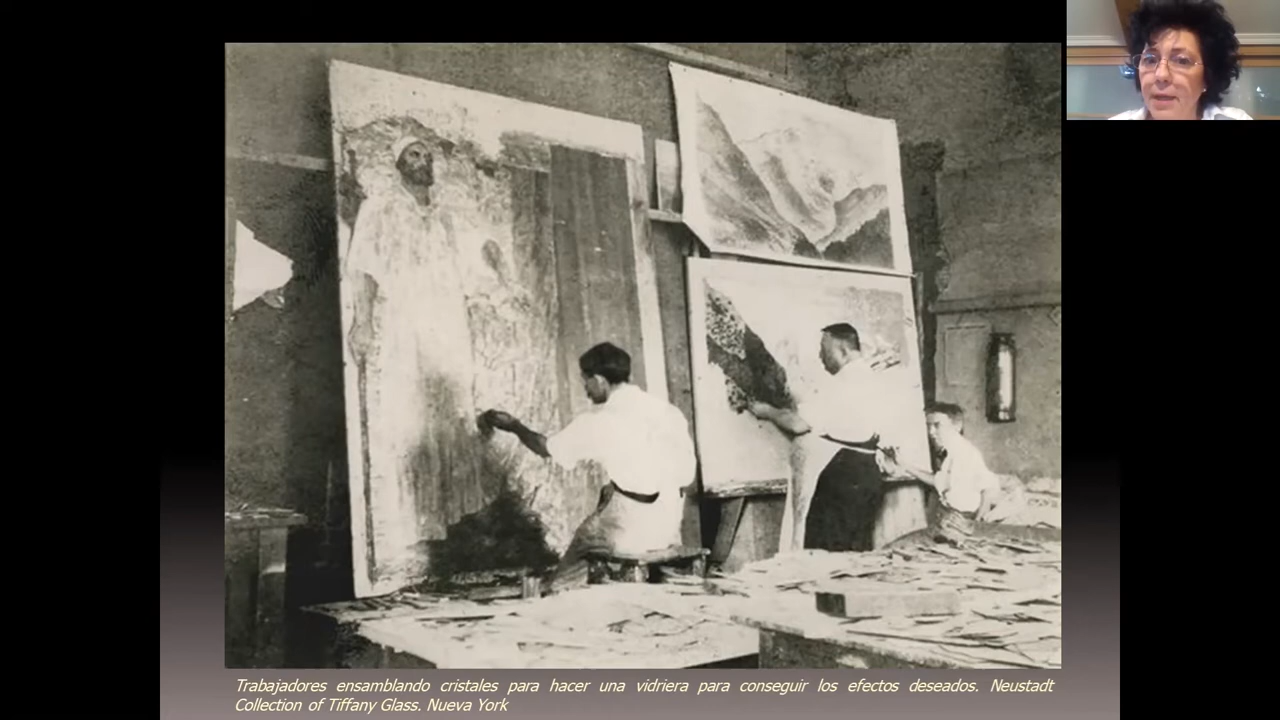 Trabajadores ensamblando cristales para hacer una vidriera para conseguir los efectos deseados. Neustadt
Collection of Tiffany Glass. Nueva York